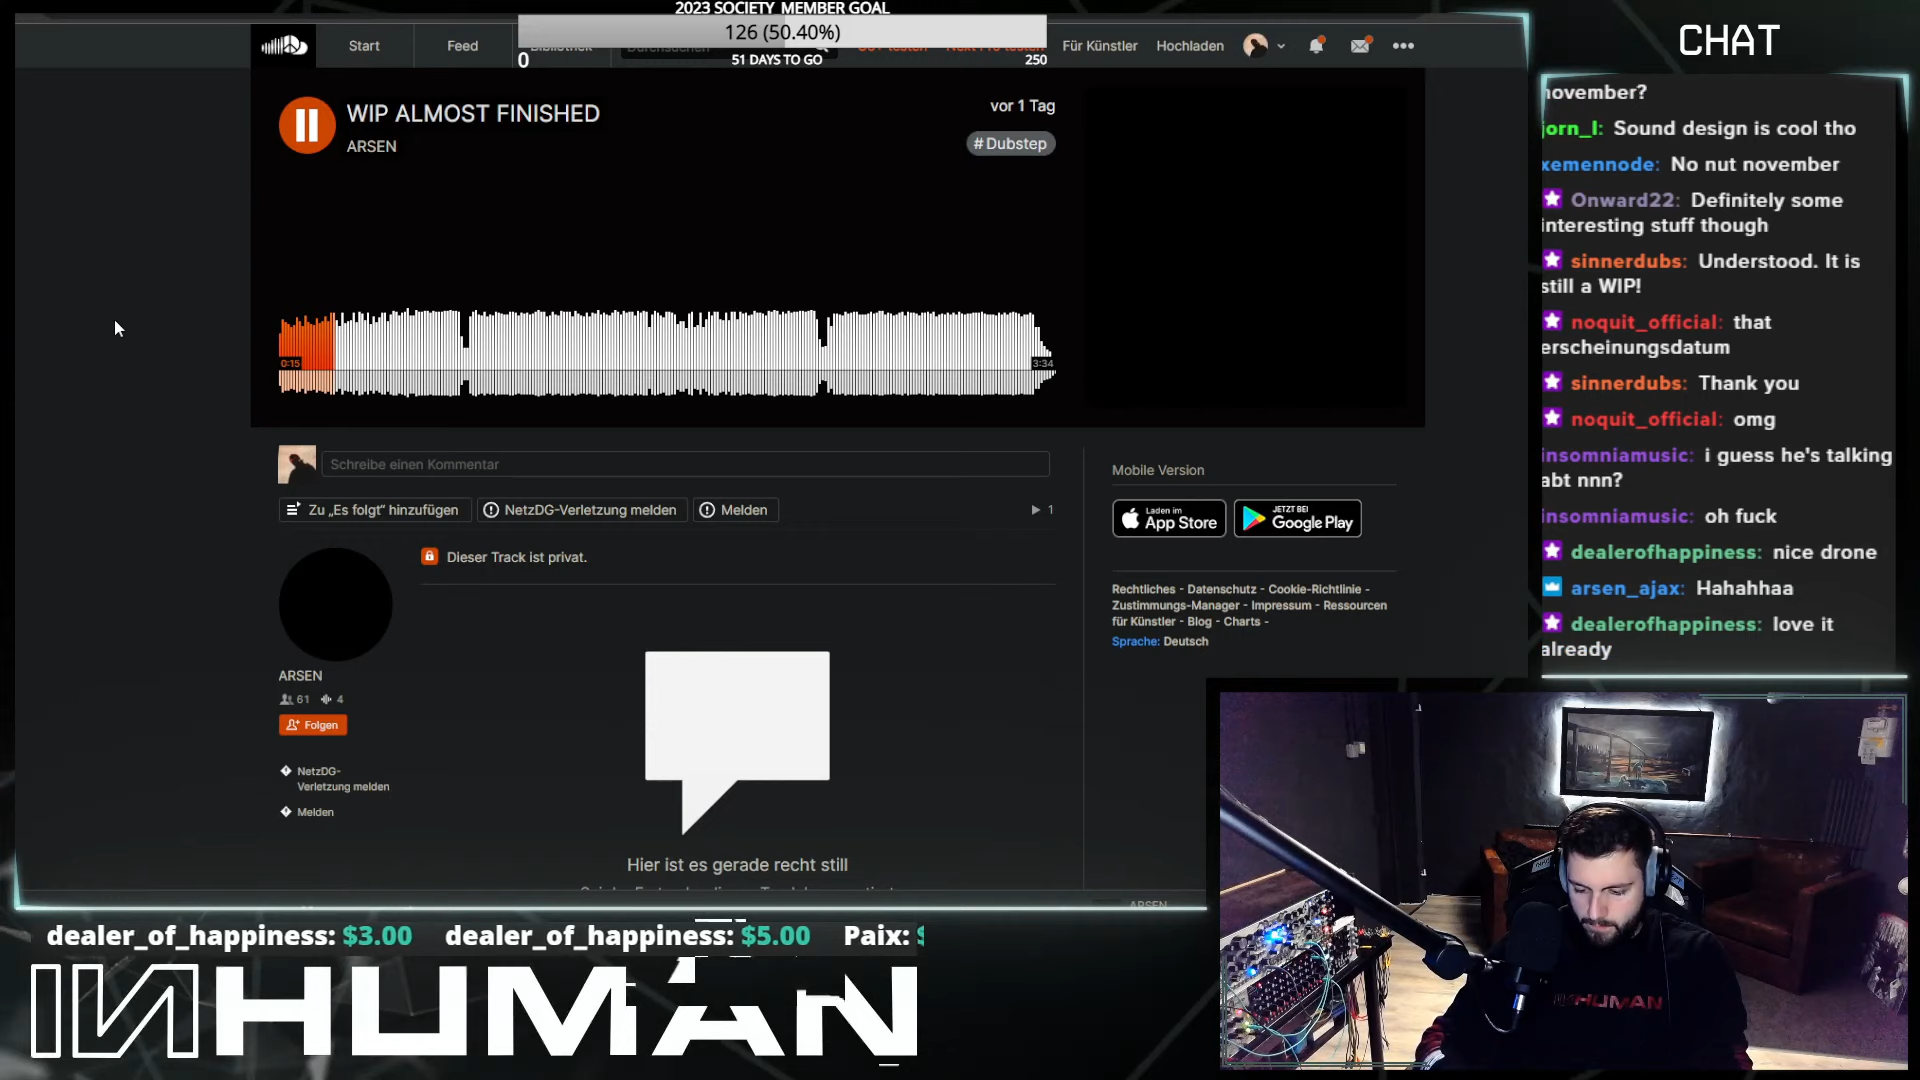 2023 SOCIETY MEMBER GOAL
126 (50.40%)
0
51 DAYS TO GO
250
Start
Feed
Bibliothek
Durchsuchen
Für Künstler
Hochladen
WIP ALMOST FINISHED
ARSEN
vor 1 Tag
# Dubstep
0:15
3:34
Schreibe einen Kommentar
Zu „Es folgt“ hinzufügen
NetzDG-Verletzung melden
Melden
1
Dieser Track ist privat.
ARSEN
61
4
Folgen
NetzDG-
Verletzung melden
Melden
Hier ist es gerade recht still
Mobile Version
Laden im
App Store
JETZT BEI
Google Play
Rechtliches - Datenschutz - Cookie-Richtlinie -
Zustimmungs-Manager - Impressum - Ressourcen
für Künstler - Blog - Charts -
Sprache: Deutsch
ARSEN
CHAT
november?
jorn_l: Sound design is cool tho
xemennode: No nut november
Onward22: Definitely some
interesting stuff though
sinnerdubs: Understood. It is
still a WIP!
noquit_official: that
erscheinungsdatum
sinnerdubs: Thank you
noquit_official: omg
insomniamusic: i guess he's talking
abt nnn?
insomniamusic: oh fuck
dealerofhappiness: nice drone
arsen_ajax: Hahahhaa
dealerofhappiness: love it
already
dealer_of_happiness: $3.00 dealer_of_happiness: $5.00 Paix: $
INHUMAN
INHUMAN